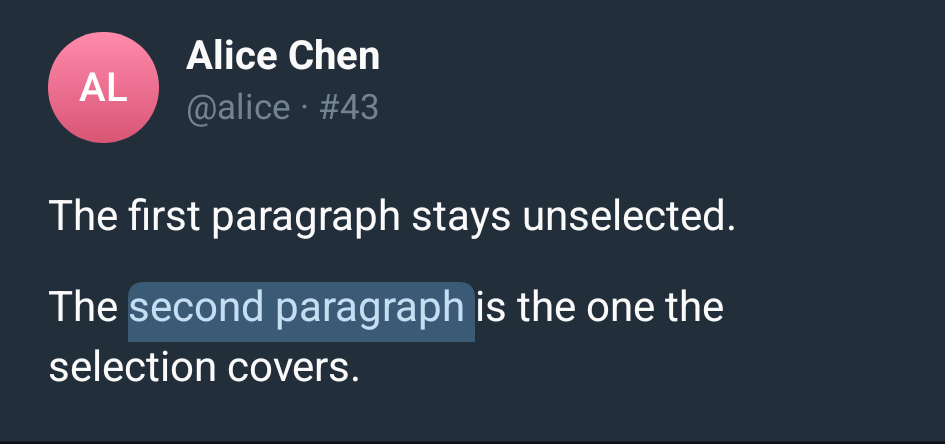 AL
Alice Chen
@alice · #43
The first paragraph stays unselected.
The second paragraph is the one the
selection covers.